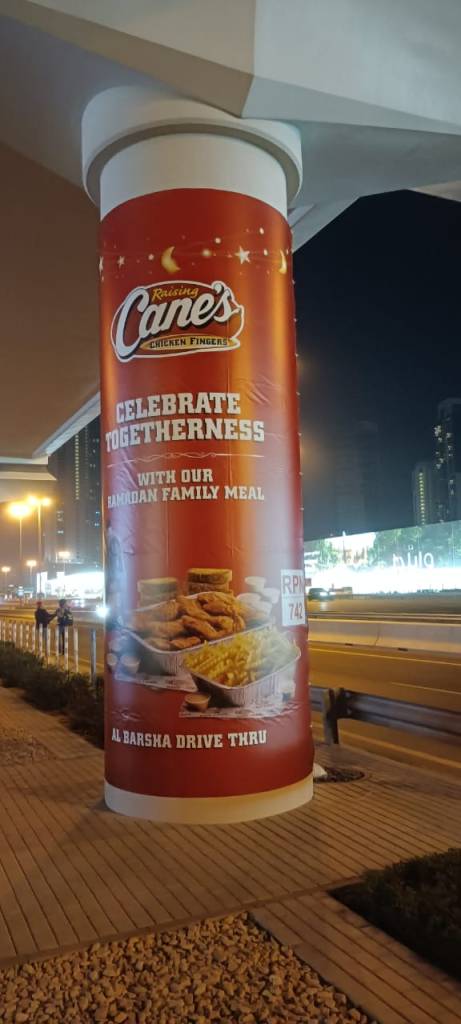 Raising
Cane's
CHICKEN FINGERS
CELEBRATE
TOGETHERNESS
WITH OUR
RAMADAN FAMILY MEAL
RPM
742
AL BARSHA DRIVE THRU